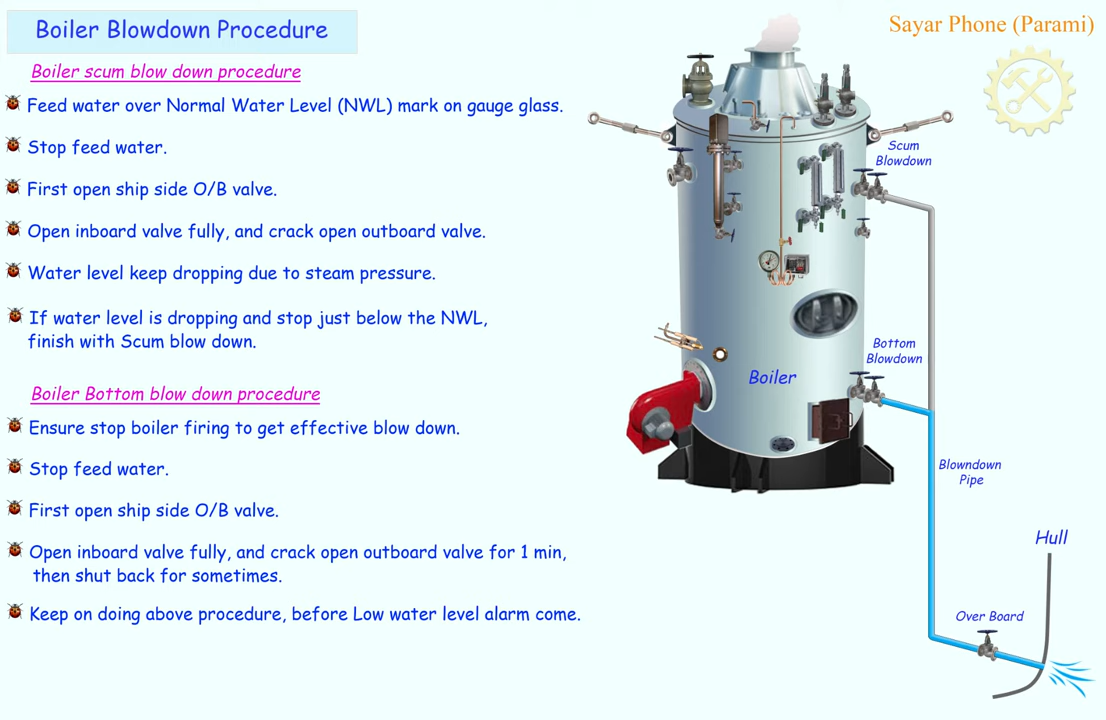 Boiler Blowdown Procedure
Sayar Phone (Parami)
Boiler scum blow down procedure
Feed water over Normal Water Level (NWL) mark on gauge glass.
Stop feed water.
First open ship side O/B valve.
Open inboard valve fully, and crack open outboard valve.
Water level keep dropping due to steam pressure.
If water level is dropping and stop just below the NWL,
finish with Scum blow down.
Boiler Bottom blow down procedure
Ensure stop boiler firing to get effective blow down.
Stop feed water.
First open ship side O/B valve.
Open inboard valve fully, and crack open outboard valve for 1 min,
then shut back for sometimes.
Keep on doing above procedure, before Low water level alarm come.
Scum
Blowdown
Bottom
Blowdown
Boiler
Blowndown
Pipe
Hull
Over Board